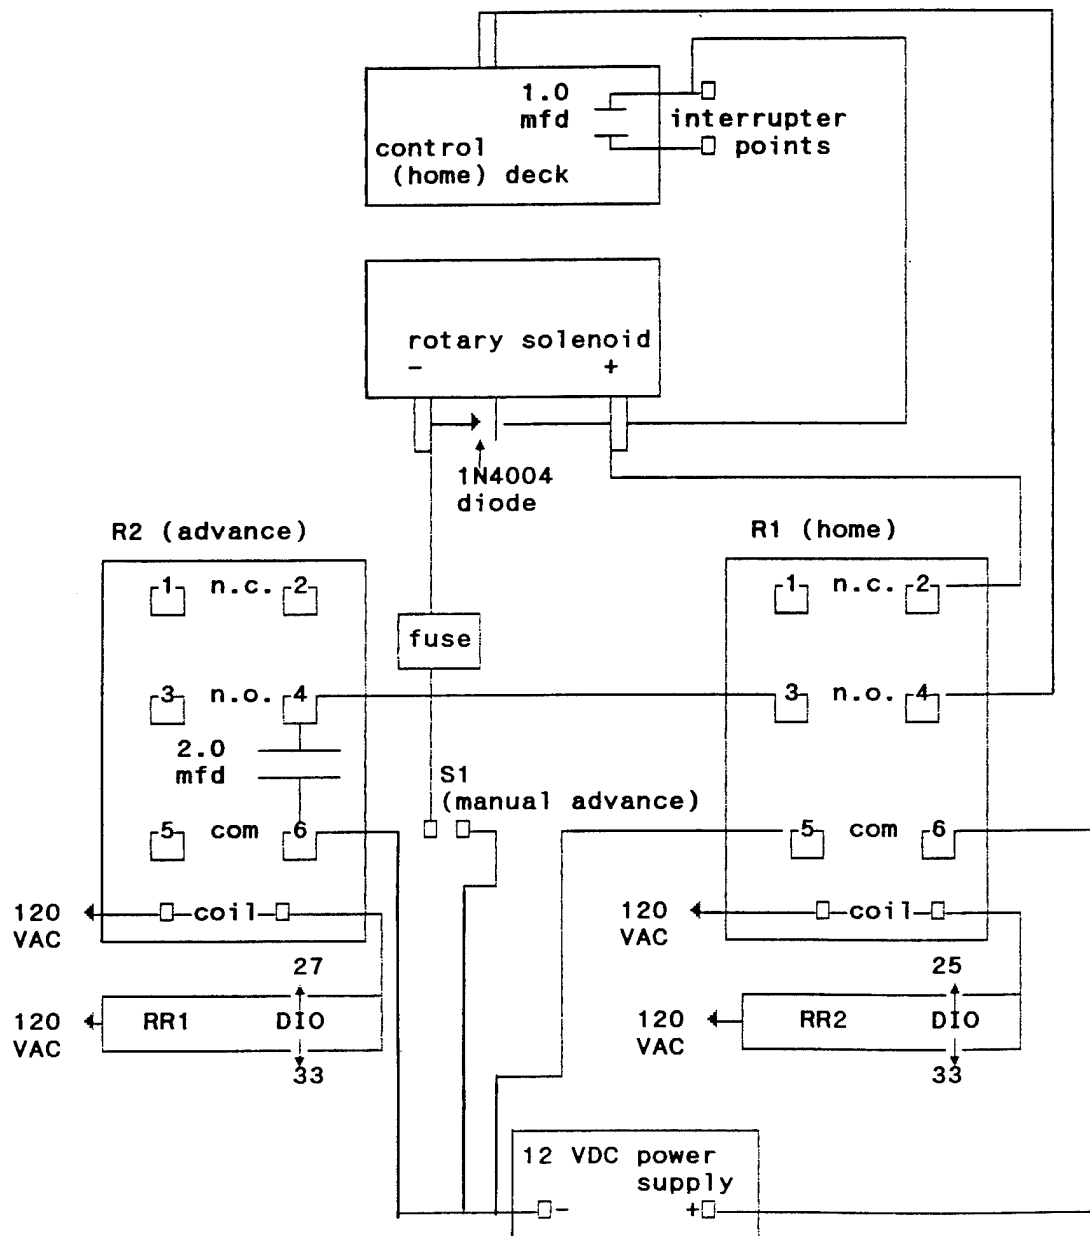 1.0
mfd
interrupter
points
control
(home) deck
rotary solenoid
- +
1N4004
diode
R2 (advance)
R1 (home)
1 n.c. 2
1 n.c. 2
fuse
3 n.o. 4
3 n.o. 4
2.0
mfd
S1
(manual advance)
5 com 6
5 com 6
120
VAC
coil
120
VAC
coil
27
25
120
VAC
RR1 DIO
120
VAC
RR2 DIO
33
33
12 VDC power
supply
- +